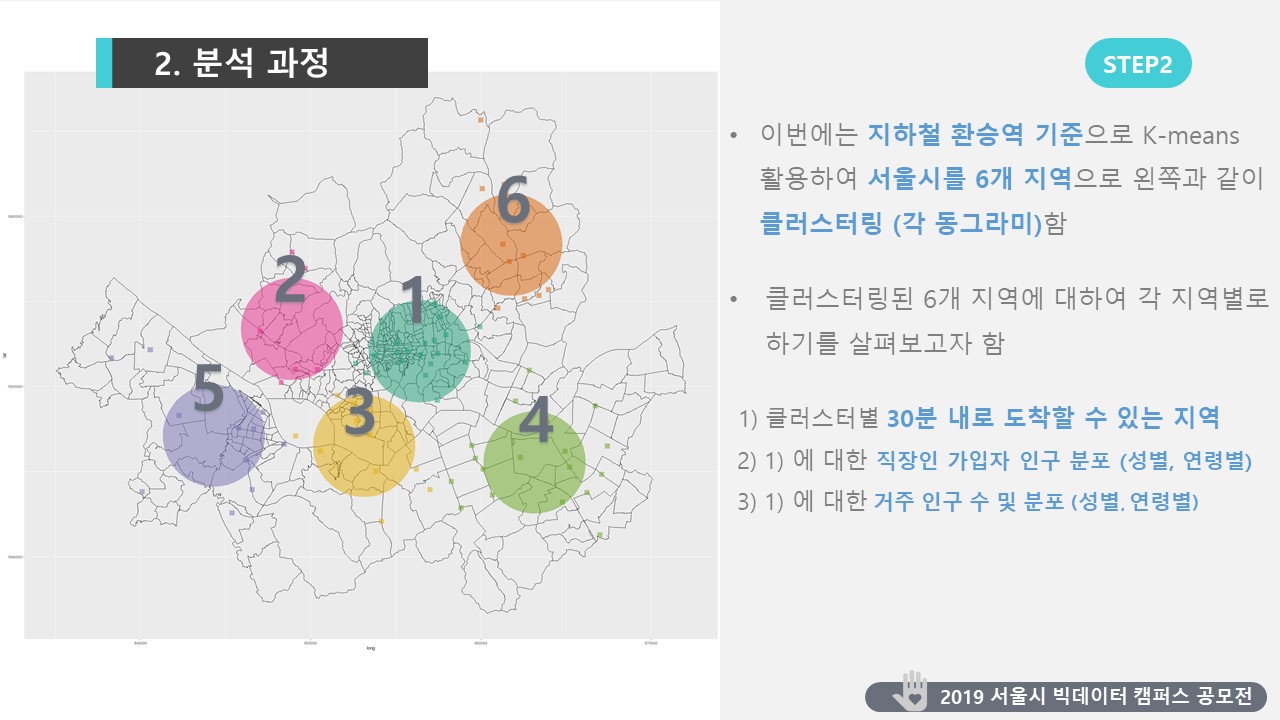 2. 분석 과정
STEP2
• 이번에는 지하철 환승역 기준으로 K-means
활용하여 서울시를 6개 지역으로 왼쪽과 같이
클러스터링 (각 동그라미)함
• 클러스터링된 6개 지역에 대하여 각 지역별로
하기를 살펴보고자 함
1) 클러스터별 30분 내로 도착할 수 있는 지역
2) 1) 에 대한 직장인 가입자 인구 분포 (성별, 연령별)
3) 1) 에 대한 거주 인구 수 및 분포 (성별, 연령별)
6
2
1
5
3
4
long
2019 서울시 빅데이터 캠퍼스 공모전